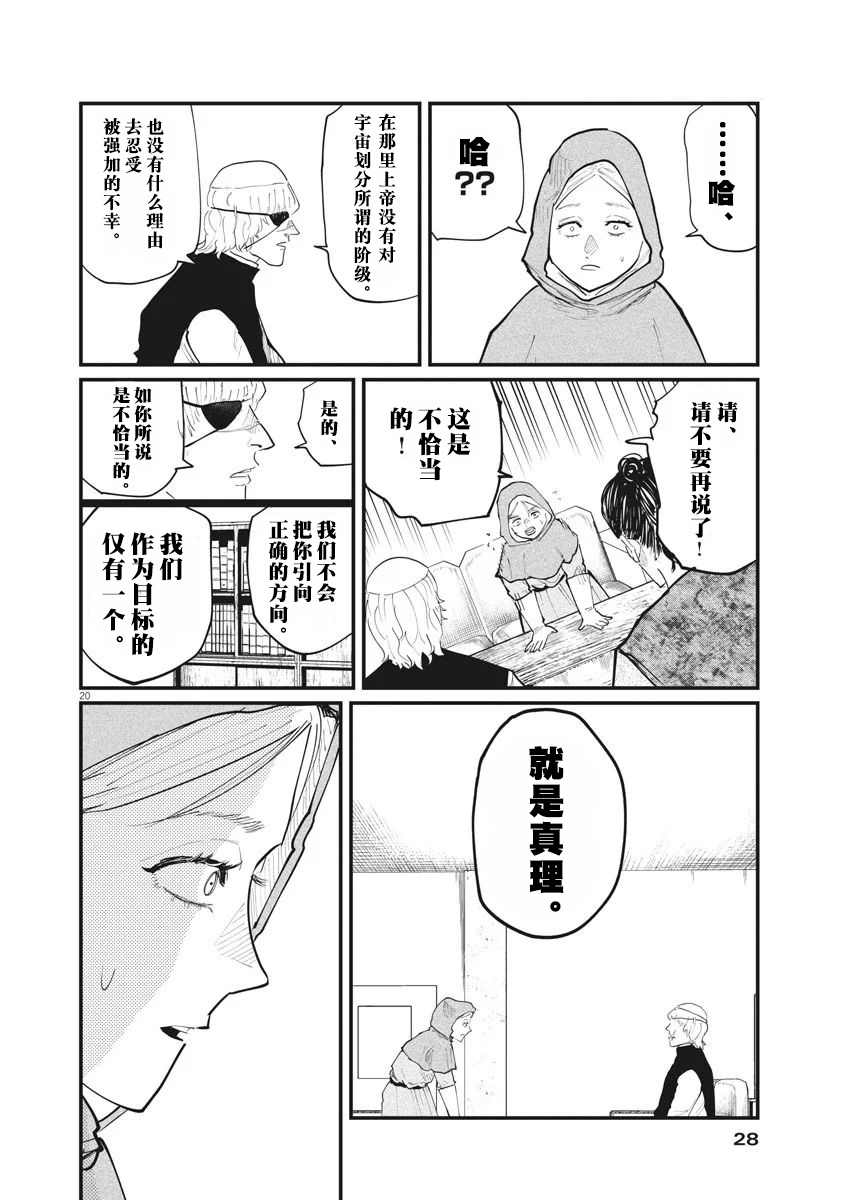 ……哈、
哈
??
在那里上帝没有对
宇宙划分所谓的阶级。
也没有什么理由
去忍受
被强加的不幸。
请、
请不要再说了！
这是
不恰当
的！
是的、
如你所说
是不恰当的。
我们不会
把你引向
正确的方向。
我们
作为目标的
仅有一个。
20
就是真理。
28